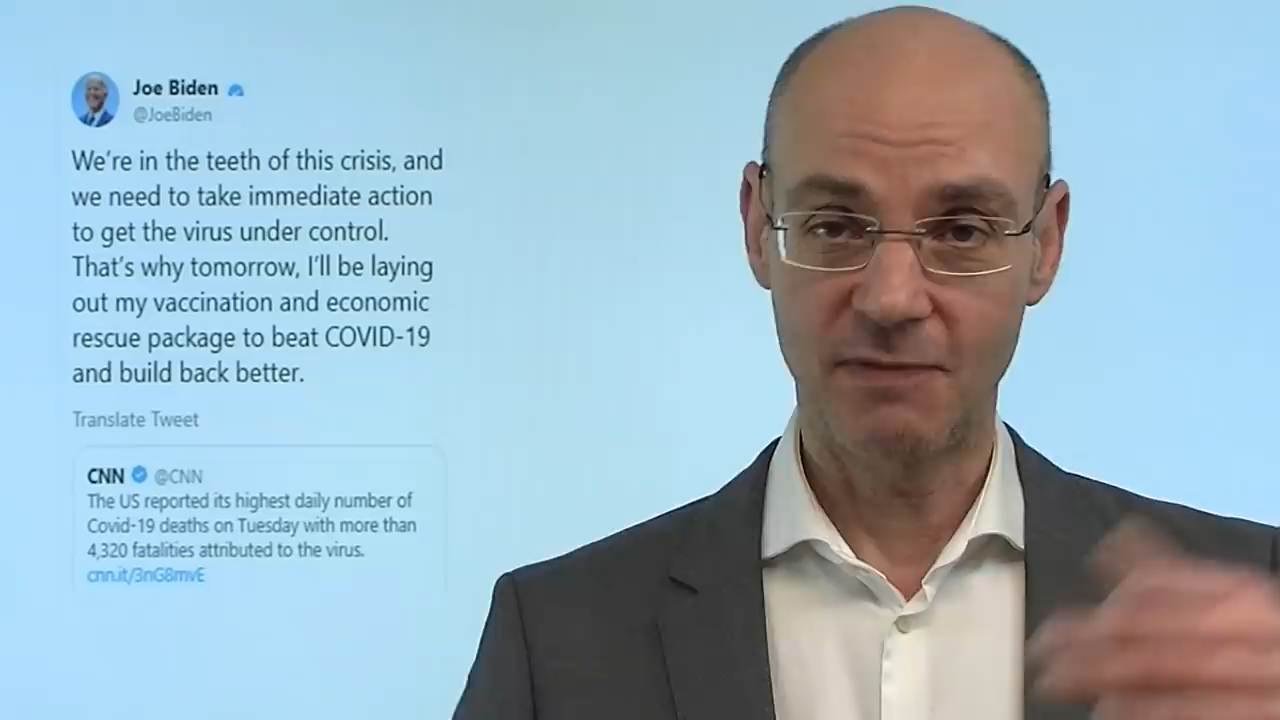 Joe Biden
@JoeBiden
We're in the teeth of this crisis, and
we need to take immediate action
to get the virus under control.
That's why tomorrow, I'll be laying
out my vaccination and economic
rescue package to beat COVID-19
and build back better.
Translate Tweet
CNN @CNN
The US reported its highest daily number of
Covid-19 deaths on Tuesday with more than
4,320 fatalities attributed to the virus.
cnn.it/3nG8mvE